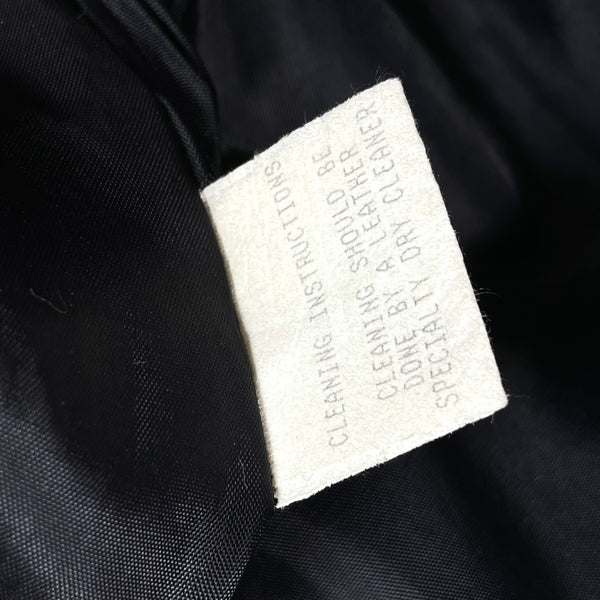 CLEANING INSTRUCTIONS
CLEANING SHOULD BE
DONE BY A LEATHER
SPECIALTY DRY CLEANER